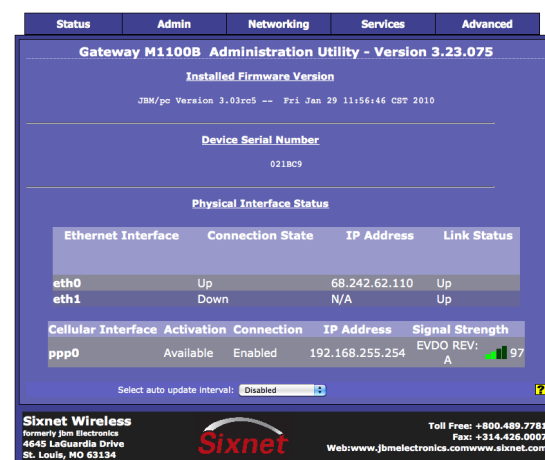 Status Admin Networking Services Advanced
Gateway M1100B Administration Utility - Version 3.23.075
Installed Firmware Version
JBM/pc Version 3.03rc5 -- Fri Jan 29 11:56:46 CST 2010
Device Serial Number
021BC9
Physical Interface Status
Ethernet Interface Connection State IP Address Link Status
eth0 Up 68.242.62.110 Up
eth1 Down N/A Up
Cellular Interface Activation Connection IP Address Signal Strength
ppp0 Available Enabled 192.168.255.254 EVDO REV: A 97
Select auto update interval: Disabled ?
Sixnet Wireless
formerly jbm Electronics
4645 LaGuardia Drive
St. Louis, MO 63134
Sixnet
Toll Free: +800.489.7781
Fax: +314.426.0007
Web:www.jbmelectronics.comwww.sixnet.com